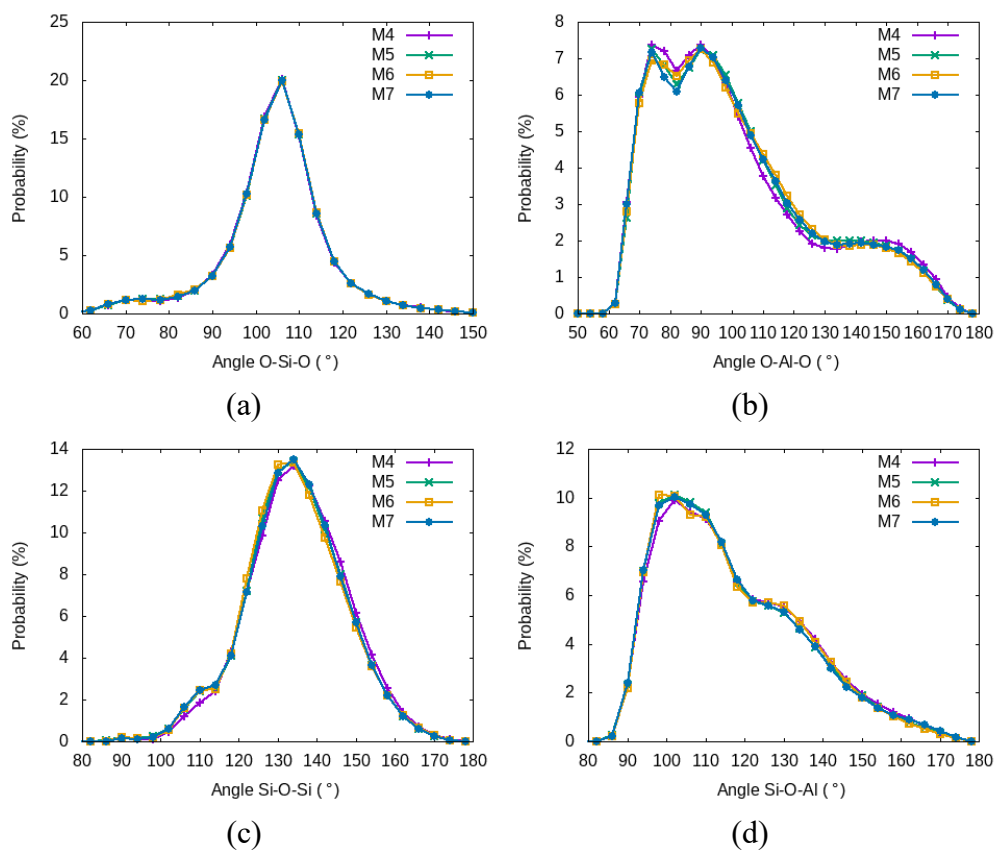 25
20
15
10
5
0
Probability (%)
M4
M5
M6
M7
60 70 80 90 100 110 120 130 140 150
Angle O-Si-O (°)
(a)
8
7
6
5
4
3
2
1
0
Probability (%)
M4
M5
M6
M7
50 60 70 80 90 100 110 120 130 140 150 160 170 180
Angle O-Al-O (°)
(b)
14
12
10
8
6
4
2
0
Probability (%)
M4
M5
M6
M7
80 90 100 110 120 130 140 150 160 170 180
Angle Si-O-Si (°)
(c)
12
10
8
6
4
2
0
Probability (%)
M4
M5
M6
M7
80 90 100 110 120 130 140 150 160 170 180
Angle Si-O-Al (°)
(d)